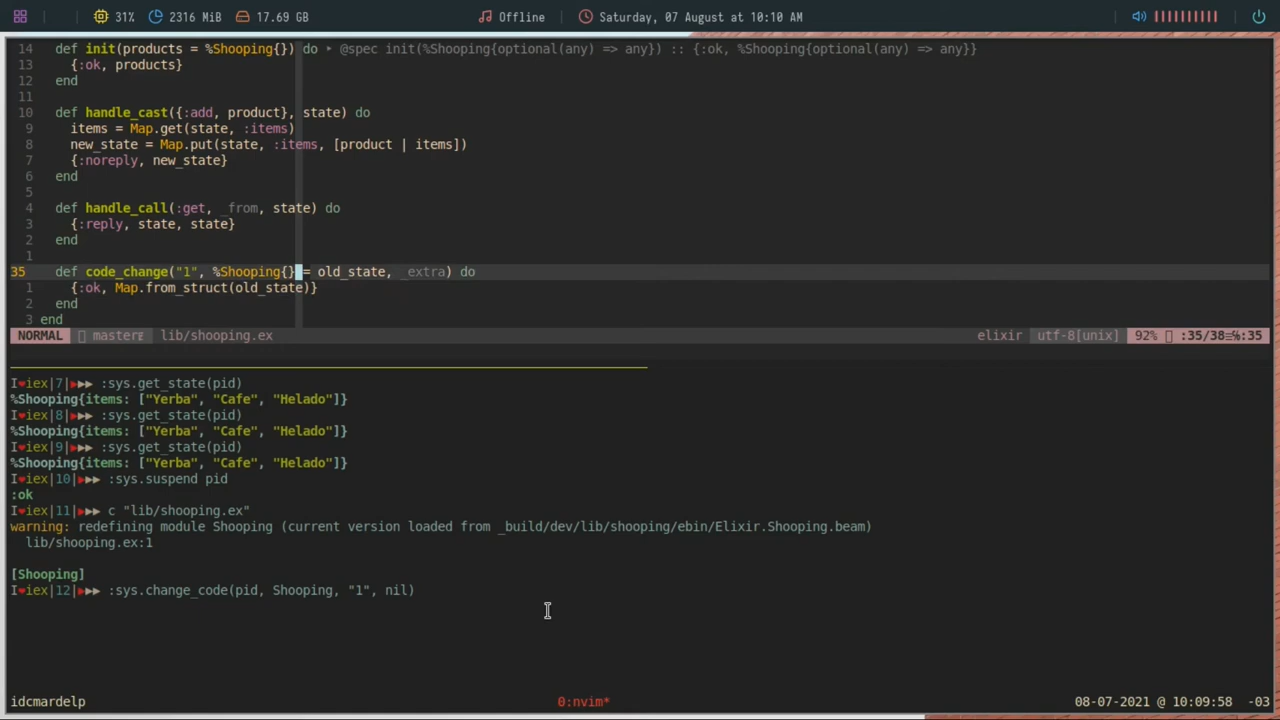 31% 2316 MiB 17.69 GB Offline Saturday, 07 August at 10:10 AM
14 def init(products = %Shooping{}) do ‣ @spec init(%Shooping{optional(any) => any}) :: {:ok, %Shooping{optional(any) => any}}
13 {:ok, products}
12 end
11
10 def handle_cast({:add, product}, state) do
9 items = Map.get(state, :items)
8 new_state = Map.put(state, :items, [product | items])
7 {:noreply, new_state}
6 end
5
4 def handle_call(:get, _from, state) do
3 {:reply, state, state}
2 end
1
35 def code_change("1", %Shooping{} = old_state, _extra) do
1 {:ok, Map.from_struct(old_state)}
2 end
3 end
NORMAL master lib/shooping.ex elixir utf-8[unix] 92% :35/38 :35
I♥iex|7|▶▶▶ :sys.get_state(pid)
%Shooping{items: ["Yerba", "Cafe", "Helado"]}
I♥iex|8|▶▶▶ :sys.get_state(pid)
%Shooping{items: ["Yerba", "Cafe", "Helado"]}
I♥iex|9|▶▶▶ :sys.get_state(pid)
%Shooping{items: ["Yerba", "Cafe", "Helado"]}
I♥iex|10|▶▶▶ :sys.suspend pid
:ok
I♥iex|11|▶▶▶ c "lib/shooping.ex"
warning: redefining module Shooping (current version loaded from _build/dev/lib/shooping/ebin/Elixir.Shooping.beam)
lib/shooping.ex:1
[Shooping]
I♥iex|12|▶▶▶ :sys.change_code(pid, Shooping, "1", nil)
idcmardelp 0:nvim* 08-07-2021 @ 10:09:58 -03